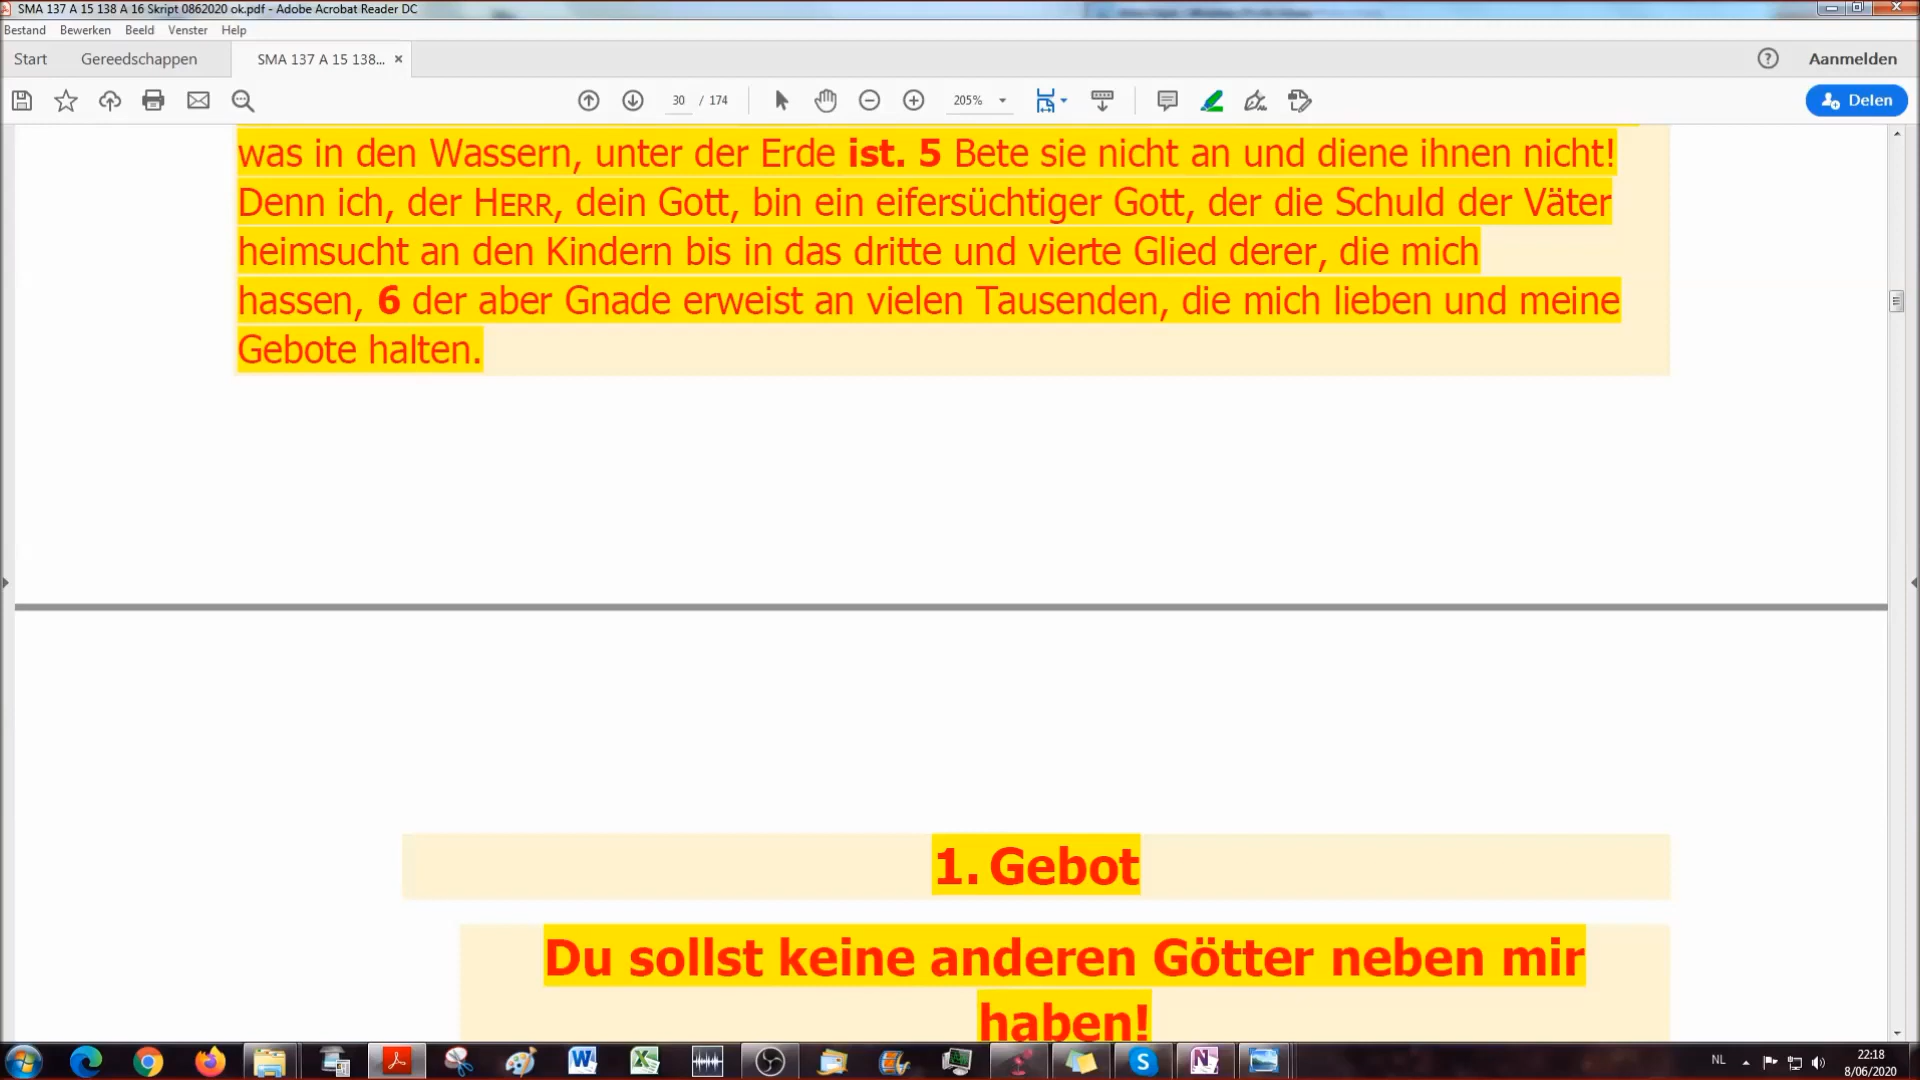 SMA 137 A 15 138 A 16 Skript 0862020 ok.pdf - Adobe Acrobat Reader DC
Bestand Bewerken Beeld Venster Help
Start Gereedschappen SMA 137 A 15 138... × Aanmelden
30 / 174 205% Delen
was in den Wassern, unter der Erde ist. 5 Bete sie nicht an und diene ihnen nicht!
Denn ich, der HERR, dein Gott, bin ein eifersüchtiger Gott, der die Schuld der Väter
heimsucht an den Kindern bis in das dritte und vierte Glied derer, die mich
hassen, 6 der aber Gnade erweist an vielen Tausenden, die mich lieben und meine
Gebote halten.
1. Gebot
Du sollst keine anderen Götter neben mir
haben!
NL 22:18
8/06/2020